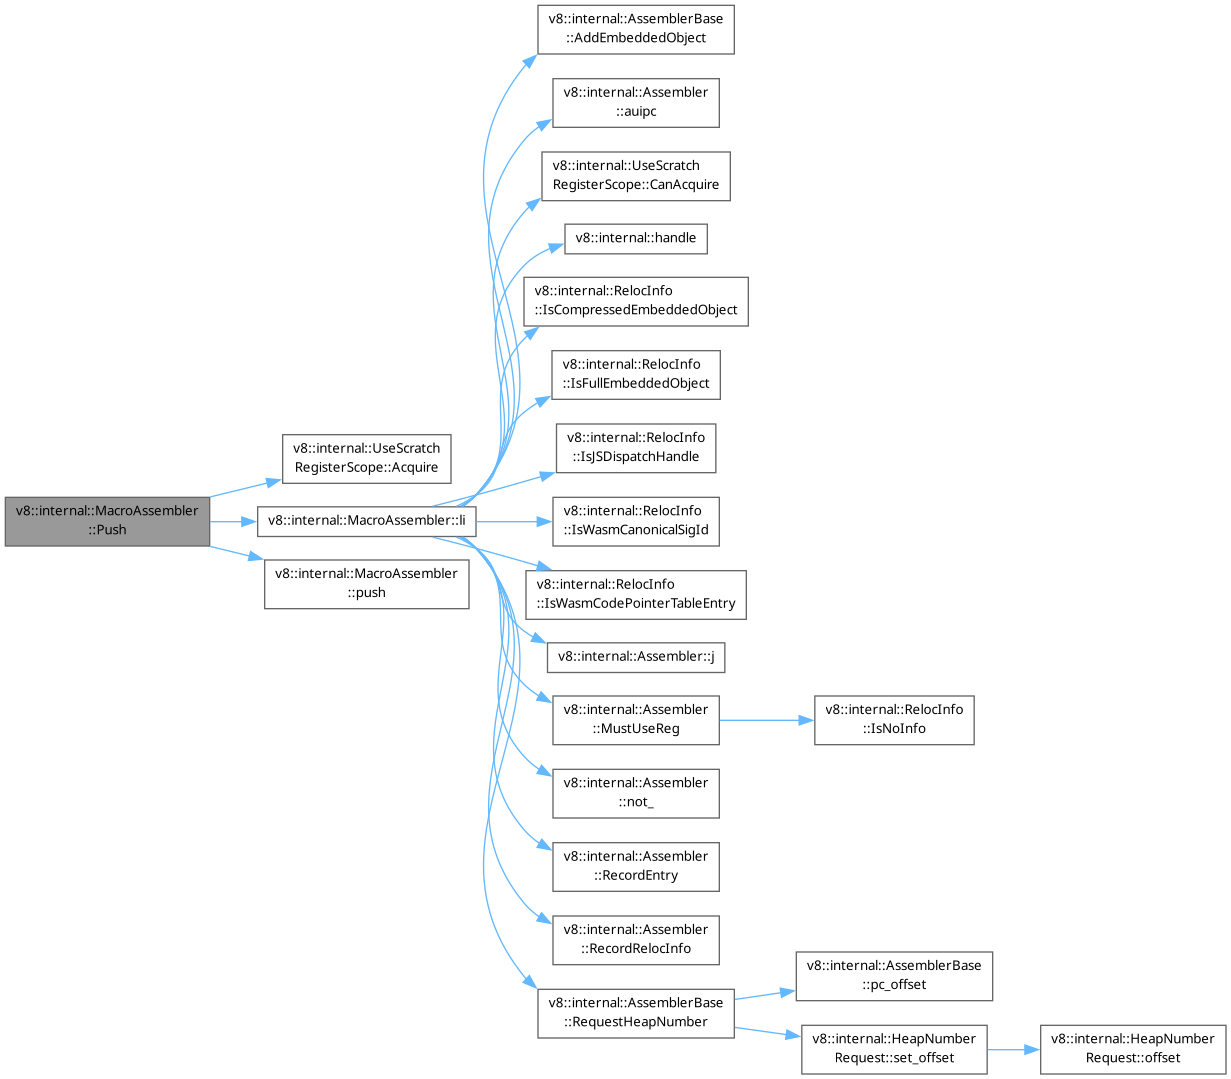 v8::internal::MacroAssembler
::Push
v8::internal::UseScratch
RegisterScope::Acquire
v8::internal::MacroAssembler::li
v8::internal::MacroAssembler
::push
v8::internal::AssemblerBase
::AddEmbeddedObject
v8::internal::Assembler
::auipc
v8::internal::UseScratch
RegisterScope::CanAcquire
v8::internal::handle
v8::internal::RelocInfo
::IsCompressedEmbeddedObject
v8::internal::RelocInfo
::IsFullEmbeddedObject
v8::internal::RelocInfo
::IsJSDispatchHandle
v8::internal::RelocInfo
::IsWasmCanonicalSigId
v8::internal::RelocInfo
::IsWasmCodePointerTableEntry
v8::internal::Assembler::j
v8::internal::Assembler
::MustUseReg
v8::internal::RelocInfo
::IsNoInfo
v8::internal::Assembler
::not_
v8::internal::Assembler
::RecordEntry
v8::internal::Assembler
::RecordRelocInfo
v8::internal::AssemblerBase
::RequestHeapNumber
v8::internal::AssemblerBase
::pc_offset
v8::internal::HeapNumber
Request::set_offset
v8::internal::HeapNumber
Request::offset